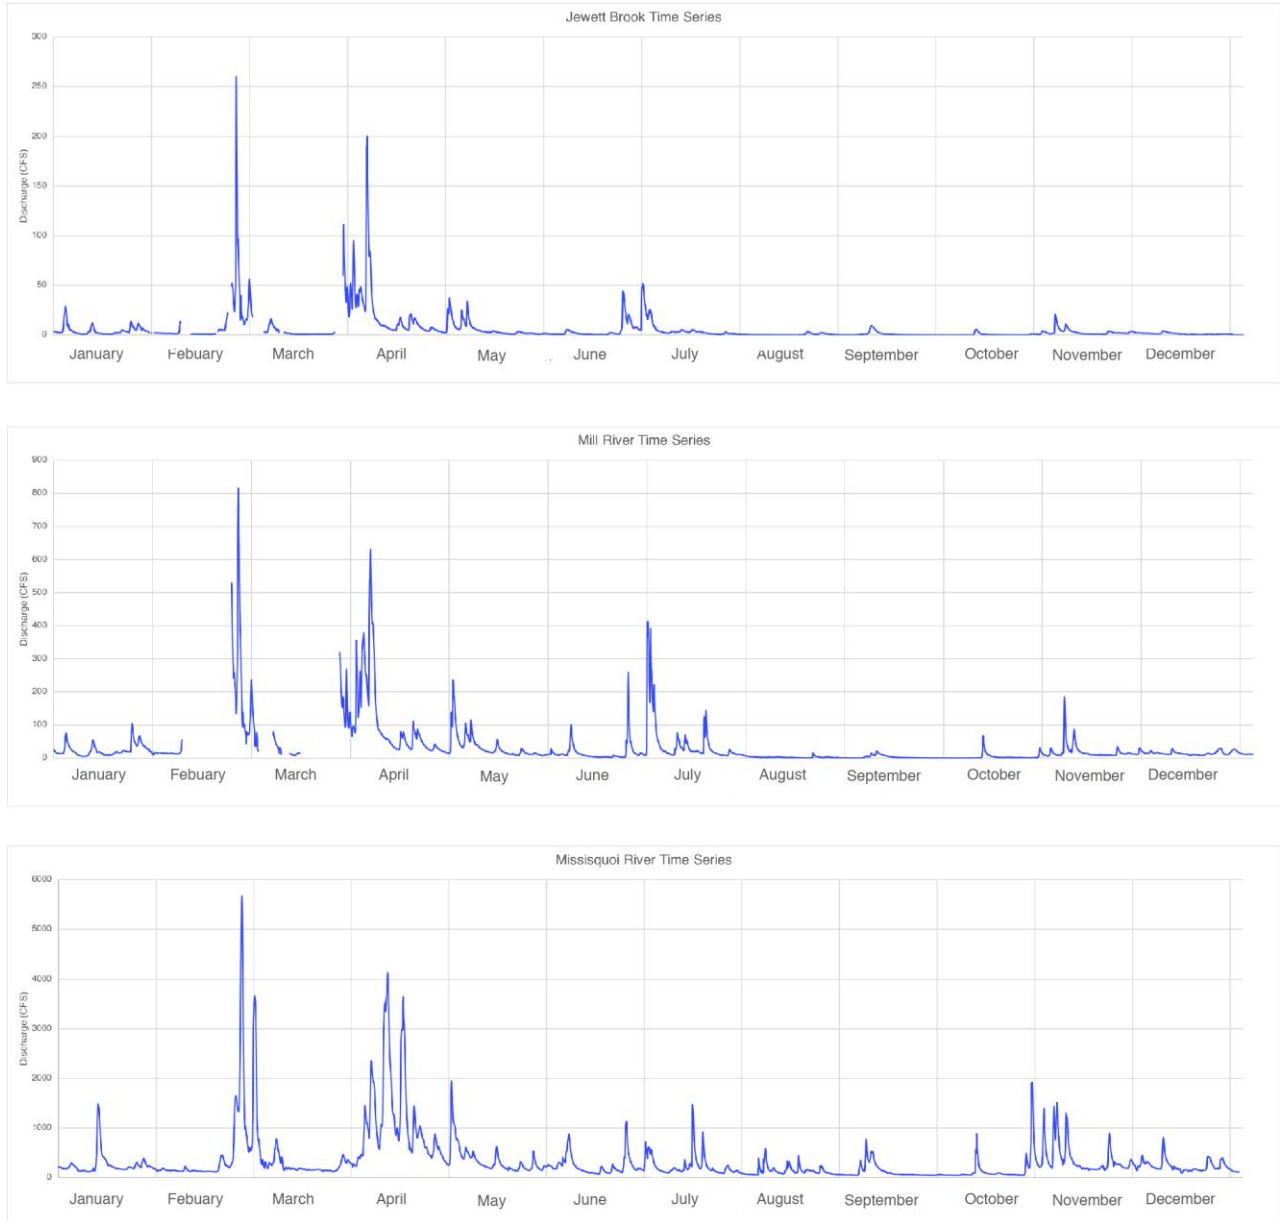 Jewett Brook Time Series
300
250
200
150
100
50
0
Discharge (CFS)
January Febuary March April May June July August September October November December
Mill River Time Series
900
800
700
600
500
400
300
200
100
0
Discharge (CFS)
January Febuary March April May June July August September October November December
Missisquoi River Time Series
6000
5000
4000
3000
2000
1000
0
Discharge (CFS)
January Febuary March April May June July August September October November December